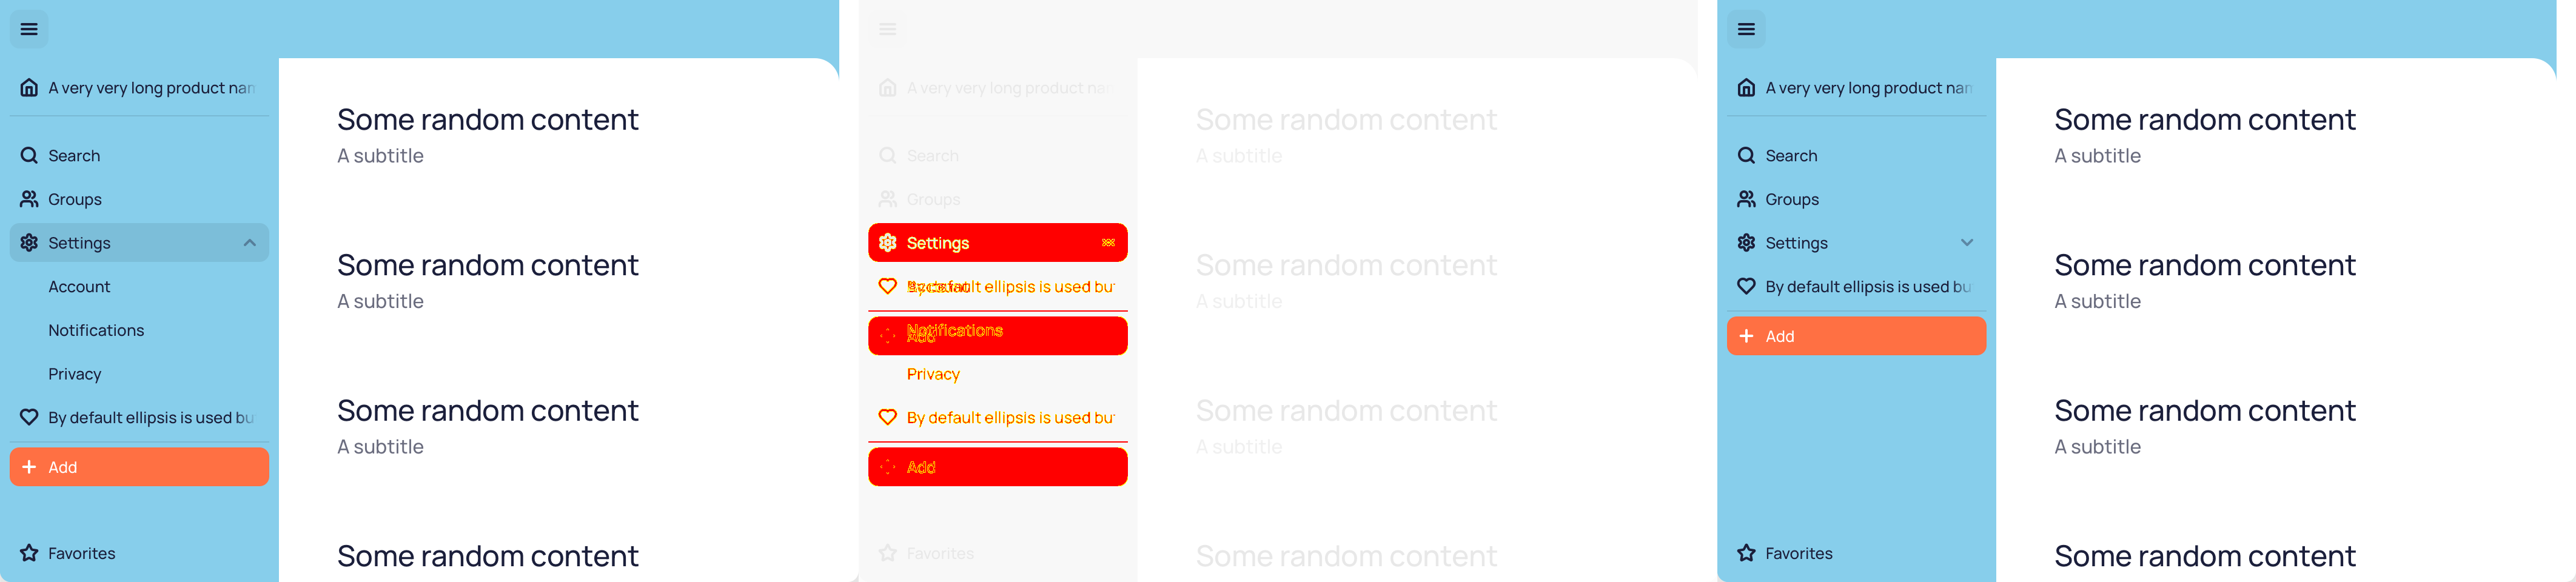 A very very long product nam
Search
Groups
Settings
Account
Notifications
Privacy
By default ellipsis is used bu
Add
Favorites
Some random content
A subtitle
Some random content
A subtitle
Some random content
A subtitle
Some random content
A very very long product na
Search
Groups
Settings
By default ellipsis is used bu
Notifications
Add
Privacy
By default ellipsis is used bu
Add
Favorites
Some random content
A subtitle
Some random content
A subtitle
Some random content
A subtitle
Some random content
A very very long product nam
Search
Groups
Settings
By default ellipsis is used bu
Add
Favorites
Some random content
A subtitle
Some random content
A subtitle
Some random content
A subtitle
Some random content